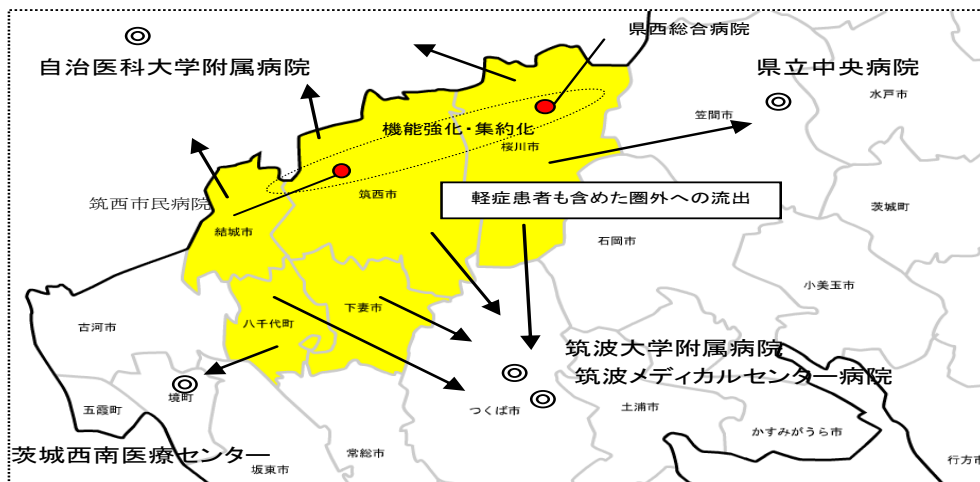 県西総合病院
自治医科大学附属病院
県立中央病院
水戸市
笠間市
機能強化・集約化
桜川市
筑西市民病院
筑西市
軽症患者も含めた圏外への流出
茨城町
結城市
石岡市
小美玉市
古河市
八千代町
下妻市
筑波大学附属病院
筑波メディカルセンター病院
境町
五霞町
つくば市
土浦市
かすみがうら市
茨城西南医療センター
坂東市
常総市
行方市